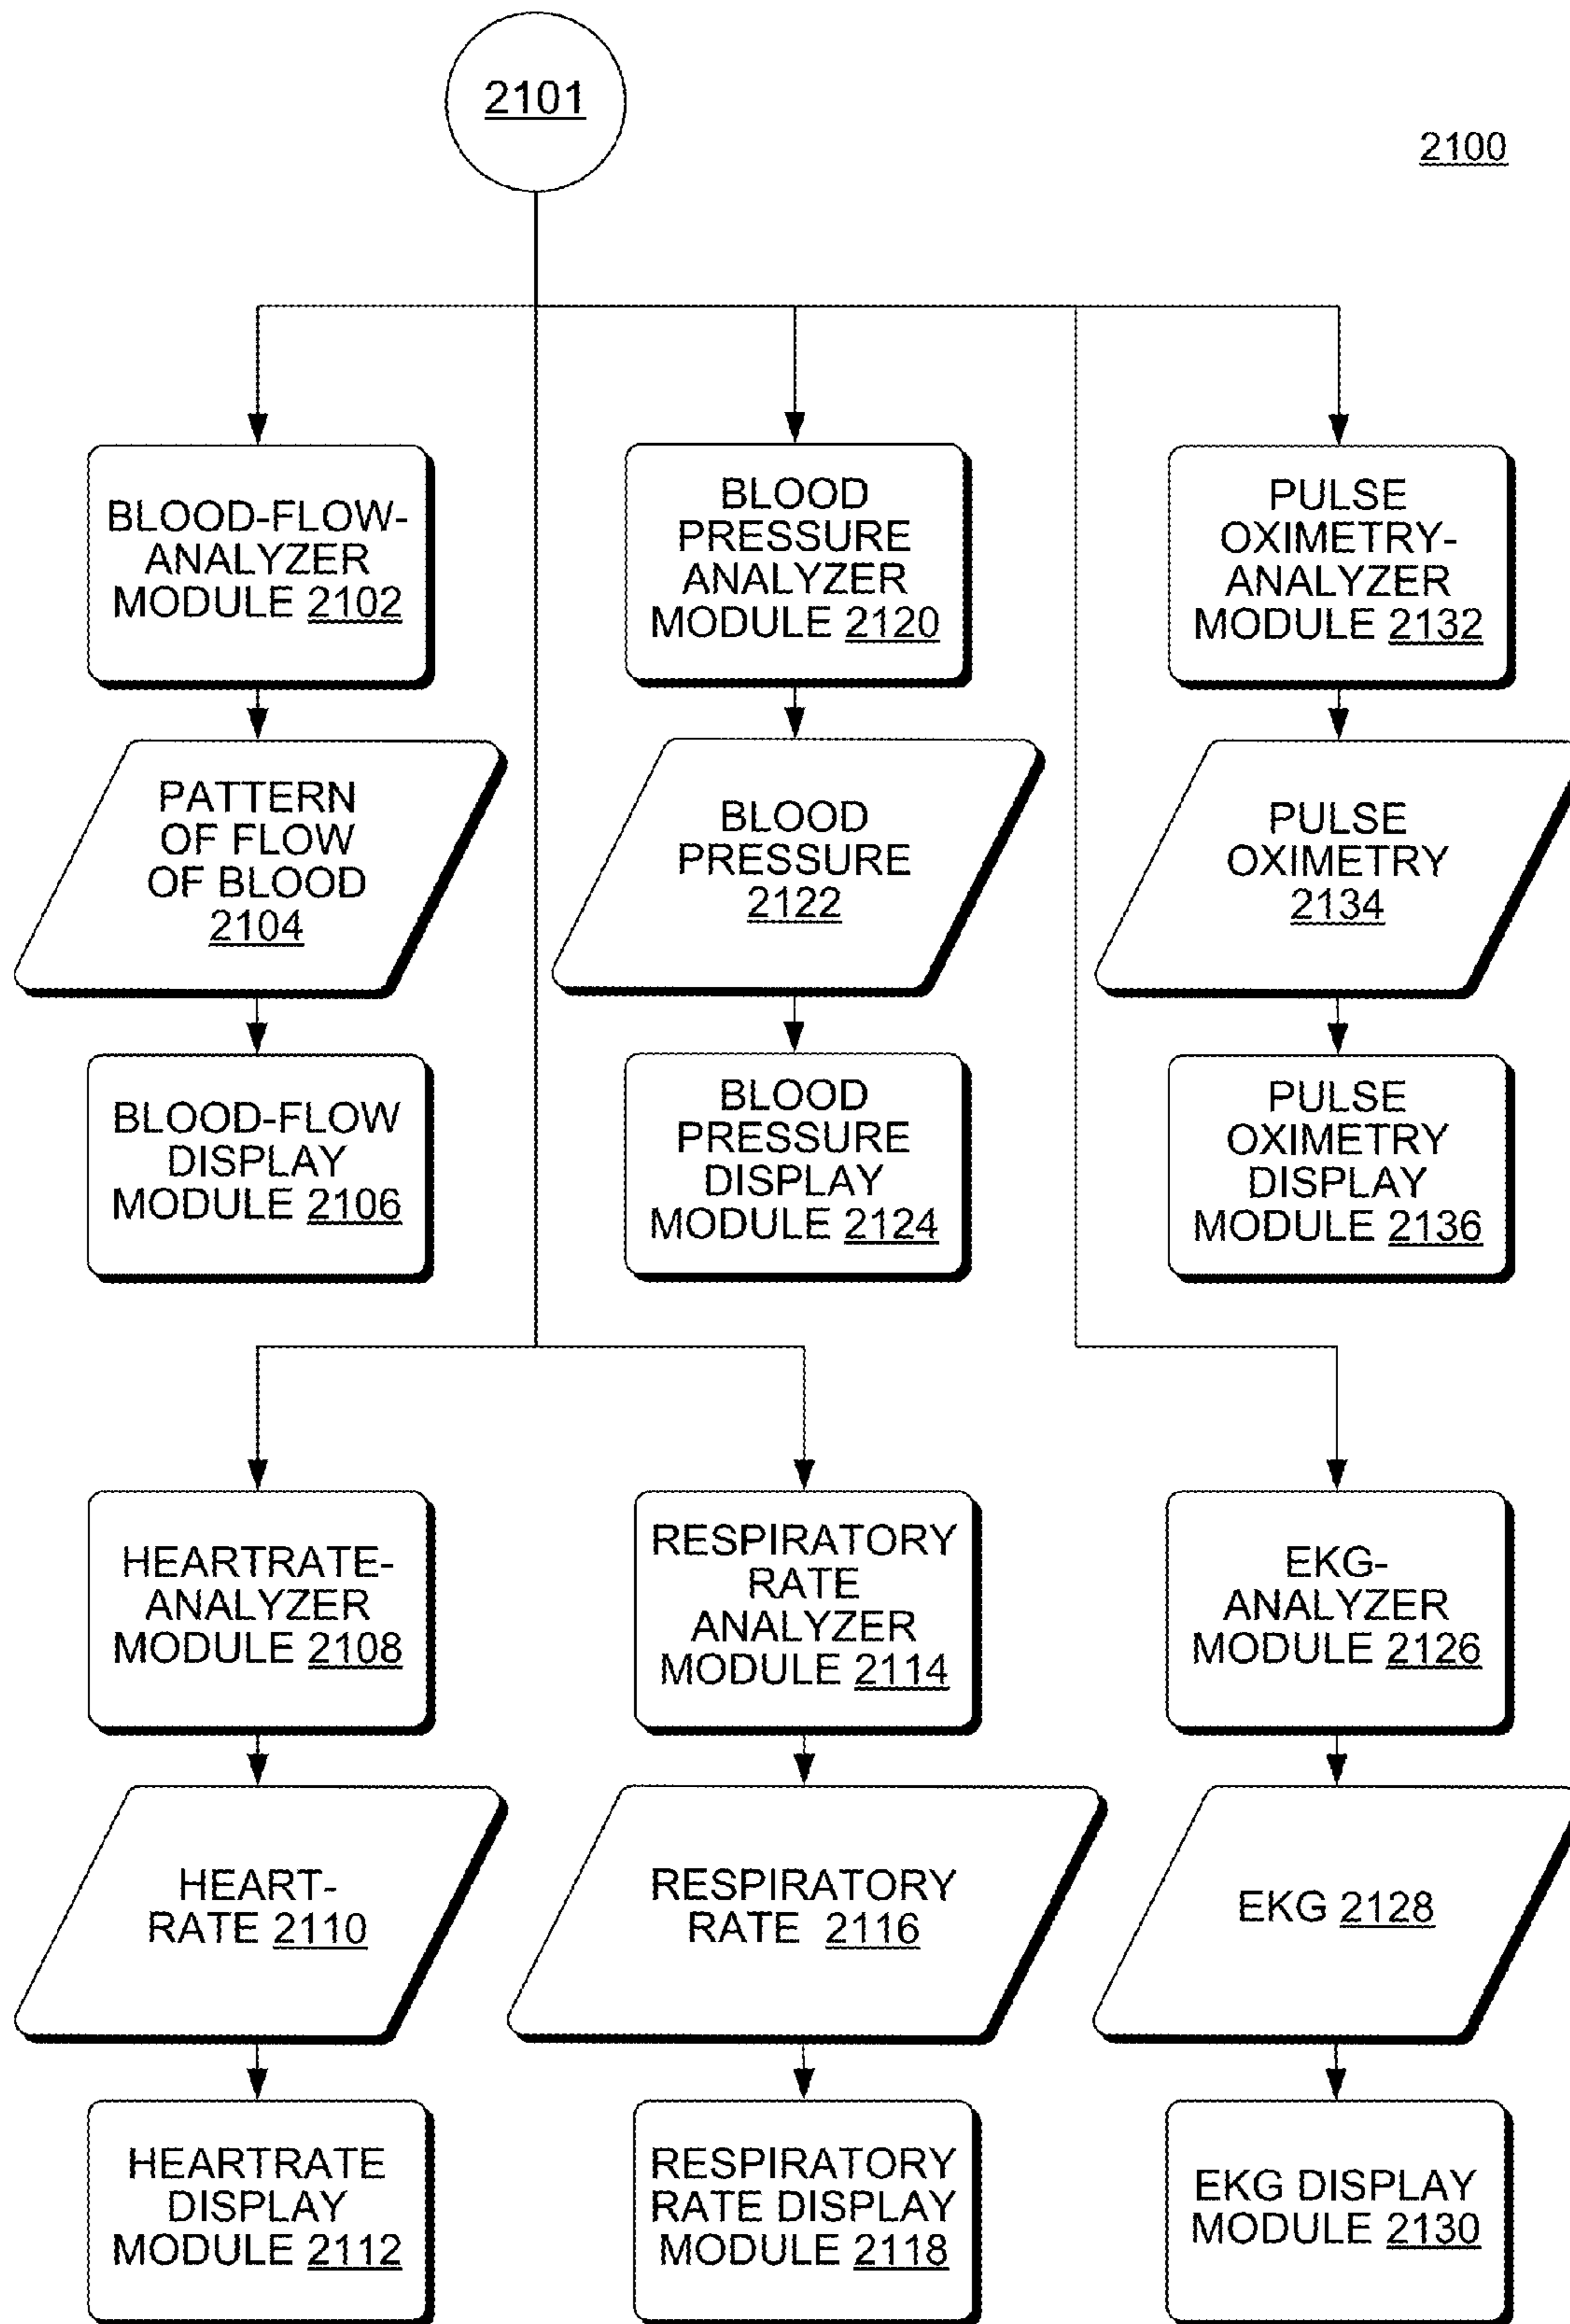 2101
2100
BLOOD-FLOW-
ANALYZER
MODULE 2102
BLOOD
PRESSURE
ANALYZER
MODULE 2120
PULSE
OXIMETRY-
ANALYZER
MODULE 2132
PATTERN
OF FLOW
OF BLOOD
2104
BLOOD
PRESSURE
2122
PULSE
OXIMETRY
2134
BLOOD-FLOW
DISPLAY
MODULE 2106
BLOOD
PRESSURE
DISPLAY
MODULE 2124
PULSE
OXIMETRY
DISPLAY
MODULE 2136
HEARTRATE-
ANALYZER
MODULE 2108
RESPIRATORY
RATE
ANALYZER
MODULE 2114
EKG-
ANALYZER
MODULE 2126
HEART-
RATE 2110
RESPIRATORY
RATE 2116
EKG 2128
HEARTRATE
DISPLAY
MODULE 2112
RESPIRATORY
RATE DISPLAY
MODULE 2118
EKG DISPLAY
MODULE 2130